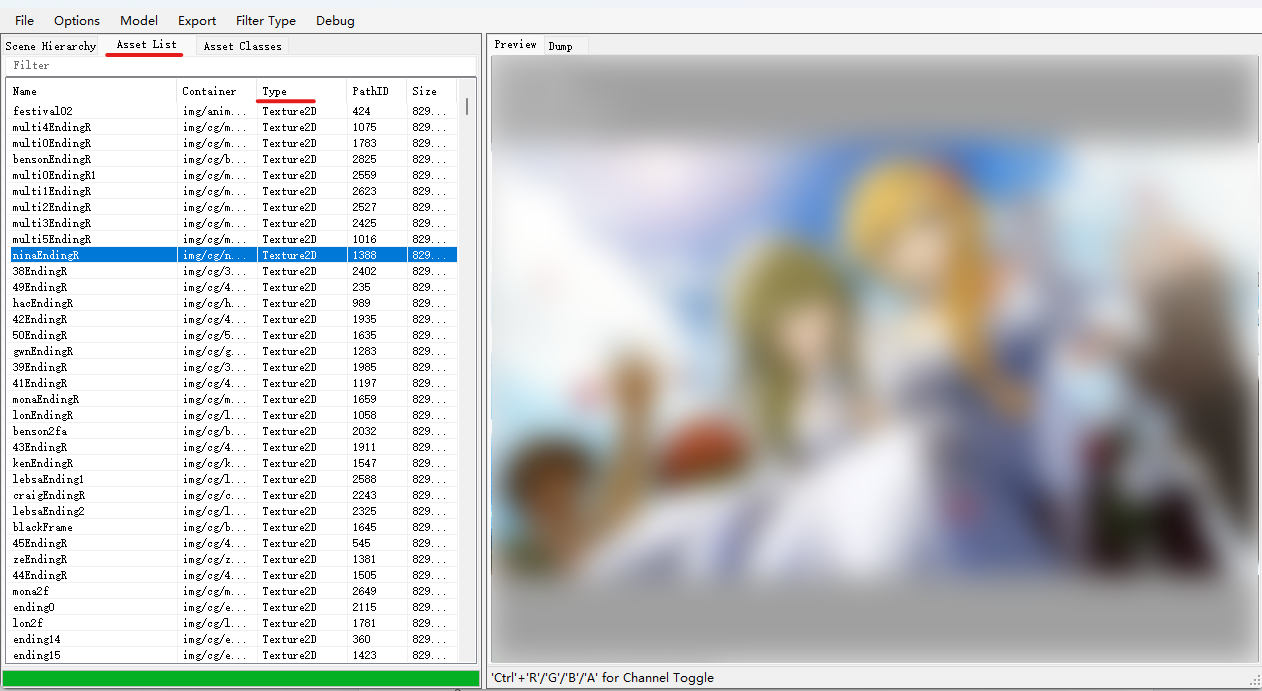 File Options Model Export Filter Type Debug
Scene Hierarchy Asset List Asset Classes
Filter
Name Container Type PathID Size
festival02 img/anim... Texture2D 424 829...
multi4EndingR img/cg/m... Texture2D 1075 829...
multi0EndingR img/cg/m... Texture2D 1783 829...
bensonEndingR img/cg/b... Texture2D 2825 829...
multi0EndingR1 img/cg/m... Texture2D 2559 829...
multi1EndingR img/cg/m... Texture2D 2623 829...
multi2EndingR img/cg/m... Texture2D 2527 829...
multi3EndingR img/cg/m... Texture2D 2425 829...
multi5EndingR img/cg/m... Texture2D 1016 829...
ninaEndingR img/cg/n... Texture2D 1388 829...
38EndingR img/cg/3... Texture2D 2402 829...
49EndingR img/cg/4... Texture2D 235 829...
hacEndingR img/cg/h... Texture2D 989 829...
42EndingR img/cg/4... Texture2D 1935 829...
50EndingR img/cg/5... Texture2D 1635 829...
gwnEndingR img/cg/g... Texture2D 1283 829...
39EndingR img/cg/3... Texture2D 1985 829...
41EndingR img/cg/4... Texture2D 1197 829...
monaEndingR img/cg/m... Texture2D 1659 829...
lonEndingR img/cg/l... Texture2D 1058 829...
benson2fa img/cg/b... Texture2D 2032 829...
43EndingR img/cg/4... Texture2D 1911 829...
kenEndingR img/cg/k... Texture2D 1547 829...
lebsaEnding1 img/cg/l... Texture2D 2588 829...
craigEndingR img/cg/c... Texture2D 2243 829...
lebsaEnding2 img/cg/l... Texture2D 2325 829...
blackFrame img/cg/b... Texture2D 1645 829...
45EndingR img/cg/4... Texture2D 545 829...
zeEndingR img/cg/z... Texture2D 1381 829...
44EndingR img/cg/4... Texture2D 1505 829...
mona2f img/cg/m... Texture2D 2649 829...
ending0 img/cg/e... Texture2D 2115 829...
lon2f img/cg/l... Texture2D 1781 829...
ending14 img/cg/e... Texture2D 360 829...
ending15 img/cg/e... Texture2D 1423 829...
Preview Dump
'Ctrl'+'R'/'G'/'B'/'A' for Channel Toggle